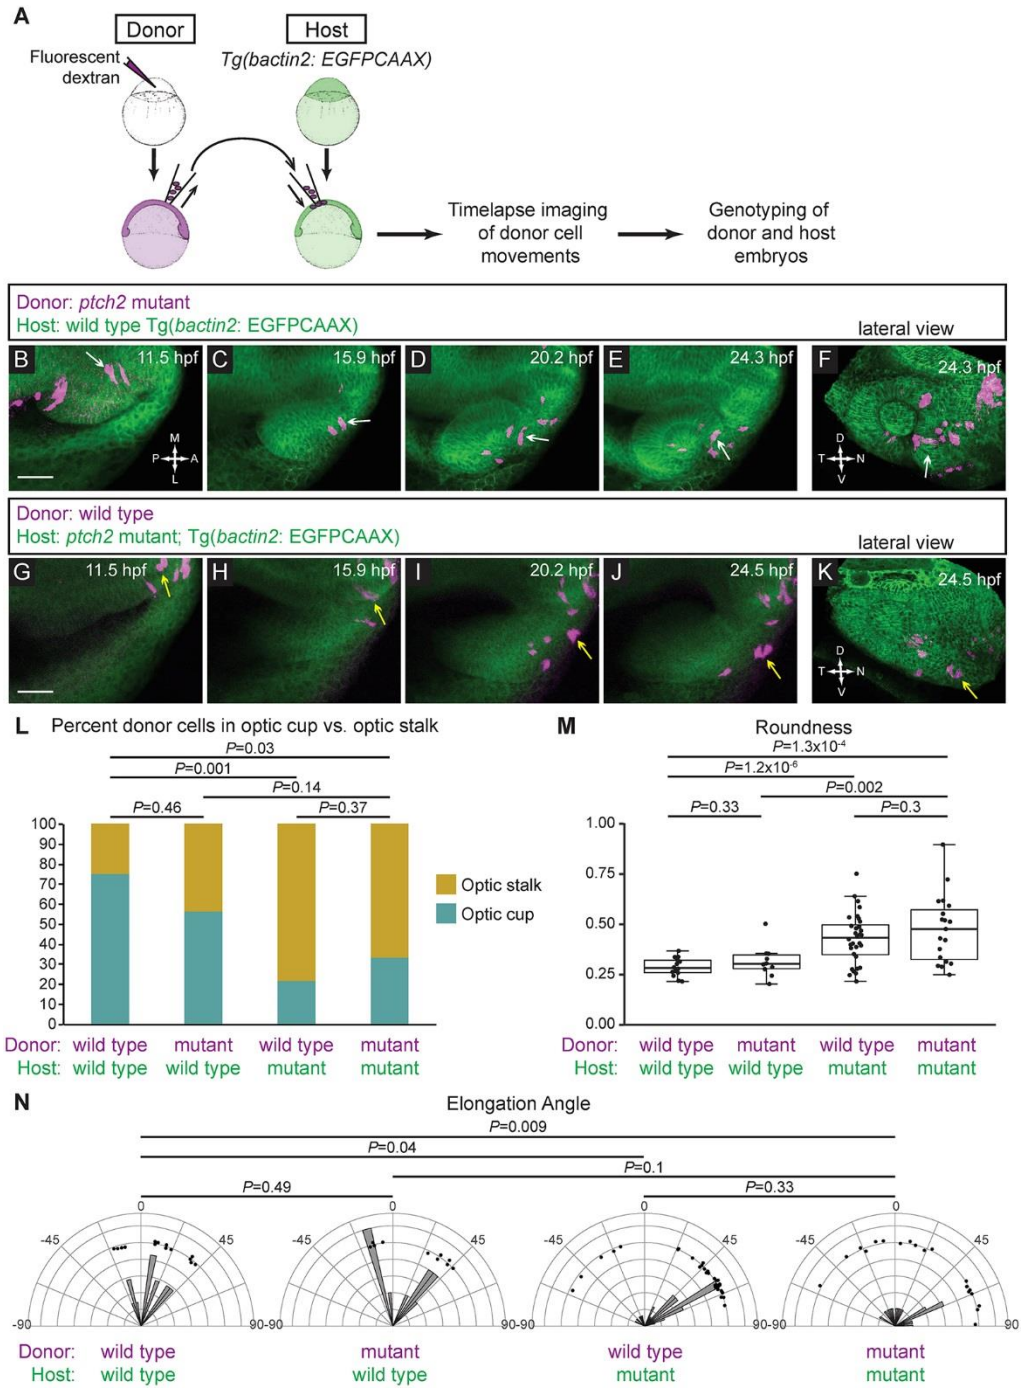 A
Donor
Host
Fluorescent
dextran
Tg(bactin2: EGFPCAAX)
Timelapse imaging
of donor cell
movements
Genotyping of
donor and host
embryos
Donor: ptch2 mutant
Host: wild type Tg(bactin2: EGFPCAAX)
lateral view
B 11.5 hpf
C 15.9 hpf
D 20.2 hpf
E 24.3 hpf
F 24.3 hpf
M
P A
L
D
T N
V
Donor: wild type
Host: ptch2 mutant; Tg(bactin2: EGFPCAAX)
lateral view
G 11.5 hpf
H 15.9 hpf
I 20.2 hpf
J 24.5 hpf
K 24.5 hpf
D
T N
V
L Percent donor cells in optic cup vs. optic stalk
P=0.03
P=0.001
P=0.14
P=0.46 P=0.37
100
90
80
70
60
50
40
30
20
10
0
Optic stalk
Optic cup
Donor: wild type mutant wild type mutant
Host: wild type wild type mutant mutant
M Roundness
P=1.3x10-4
P=1.2x10-6
P=0.002
P=0.33 P=0.3
1.00
0.75
0.50
0.25
0.00
Donor: wild type mutant wild type mutant
Host: wild type wild type mutant mutant
N
Elongation Angle
P=0.009
P=0.04
P=0.1
P=0.49 P=0.33
0 0 0 0
-45 45 -45 45 -45 45 -45 45
-90 90 -90 90 -90 90 -90 90
Donor: wild type mutant wild type mutant
Host: wild type wild type mutant mutant